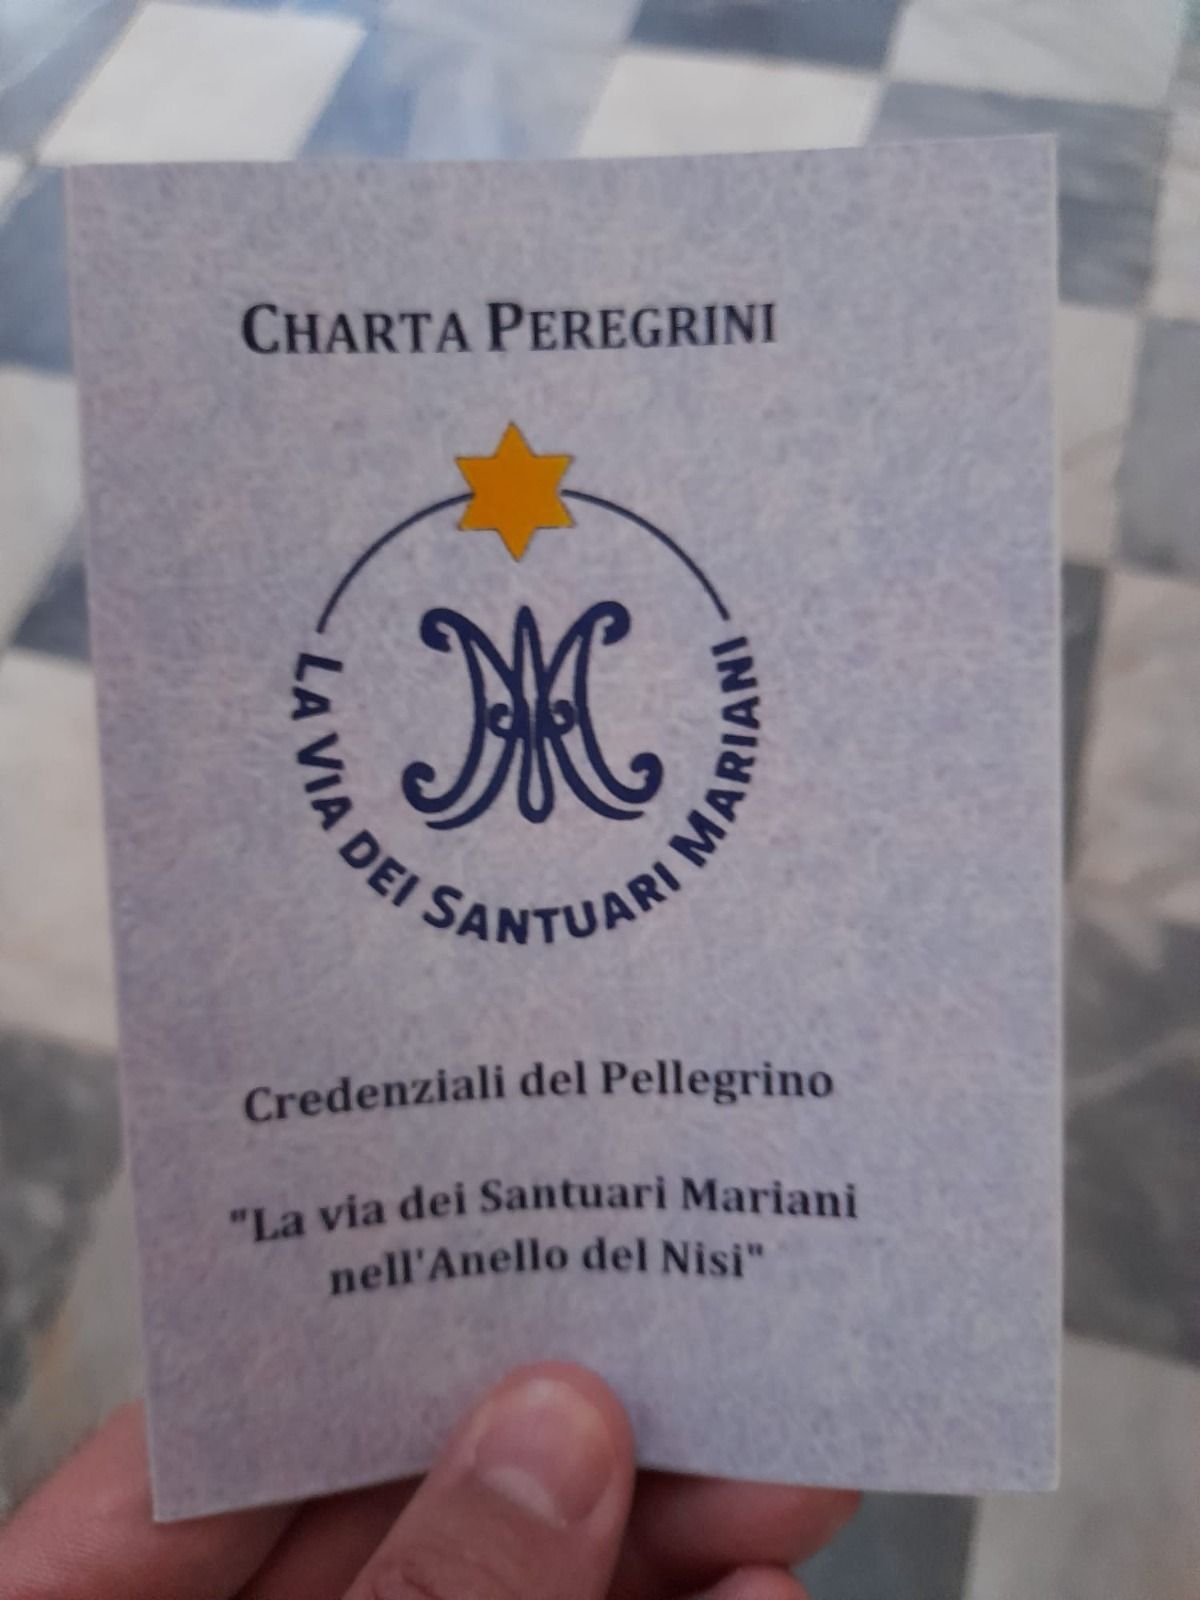 CHARTA PEREGRINI
LA VIA DEI SANTUARI MARIANI
Credenziali del Pellegrino
"La via dei Santuari Mariani
nell'Anello del Nisi"